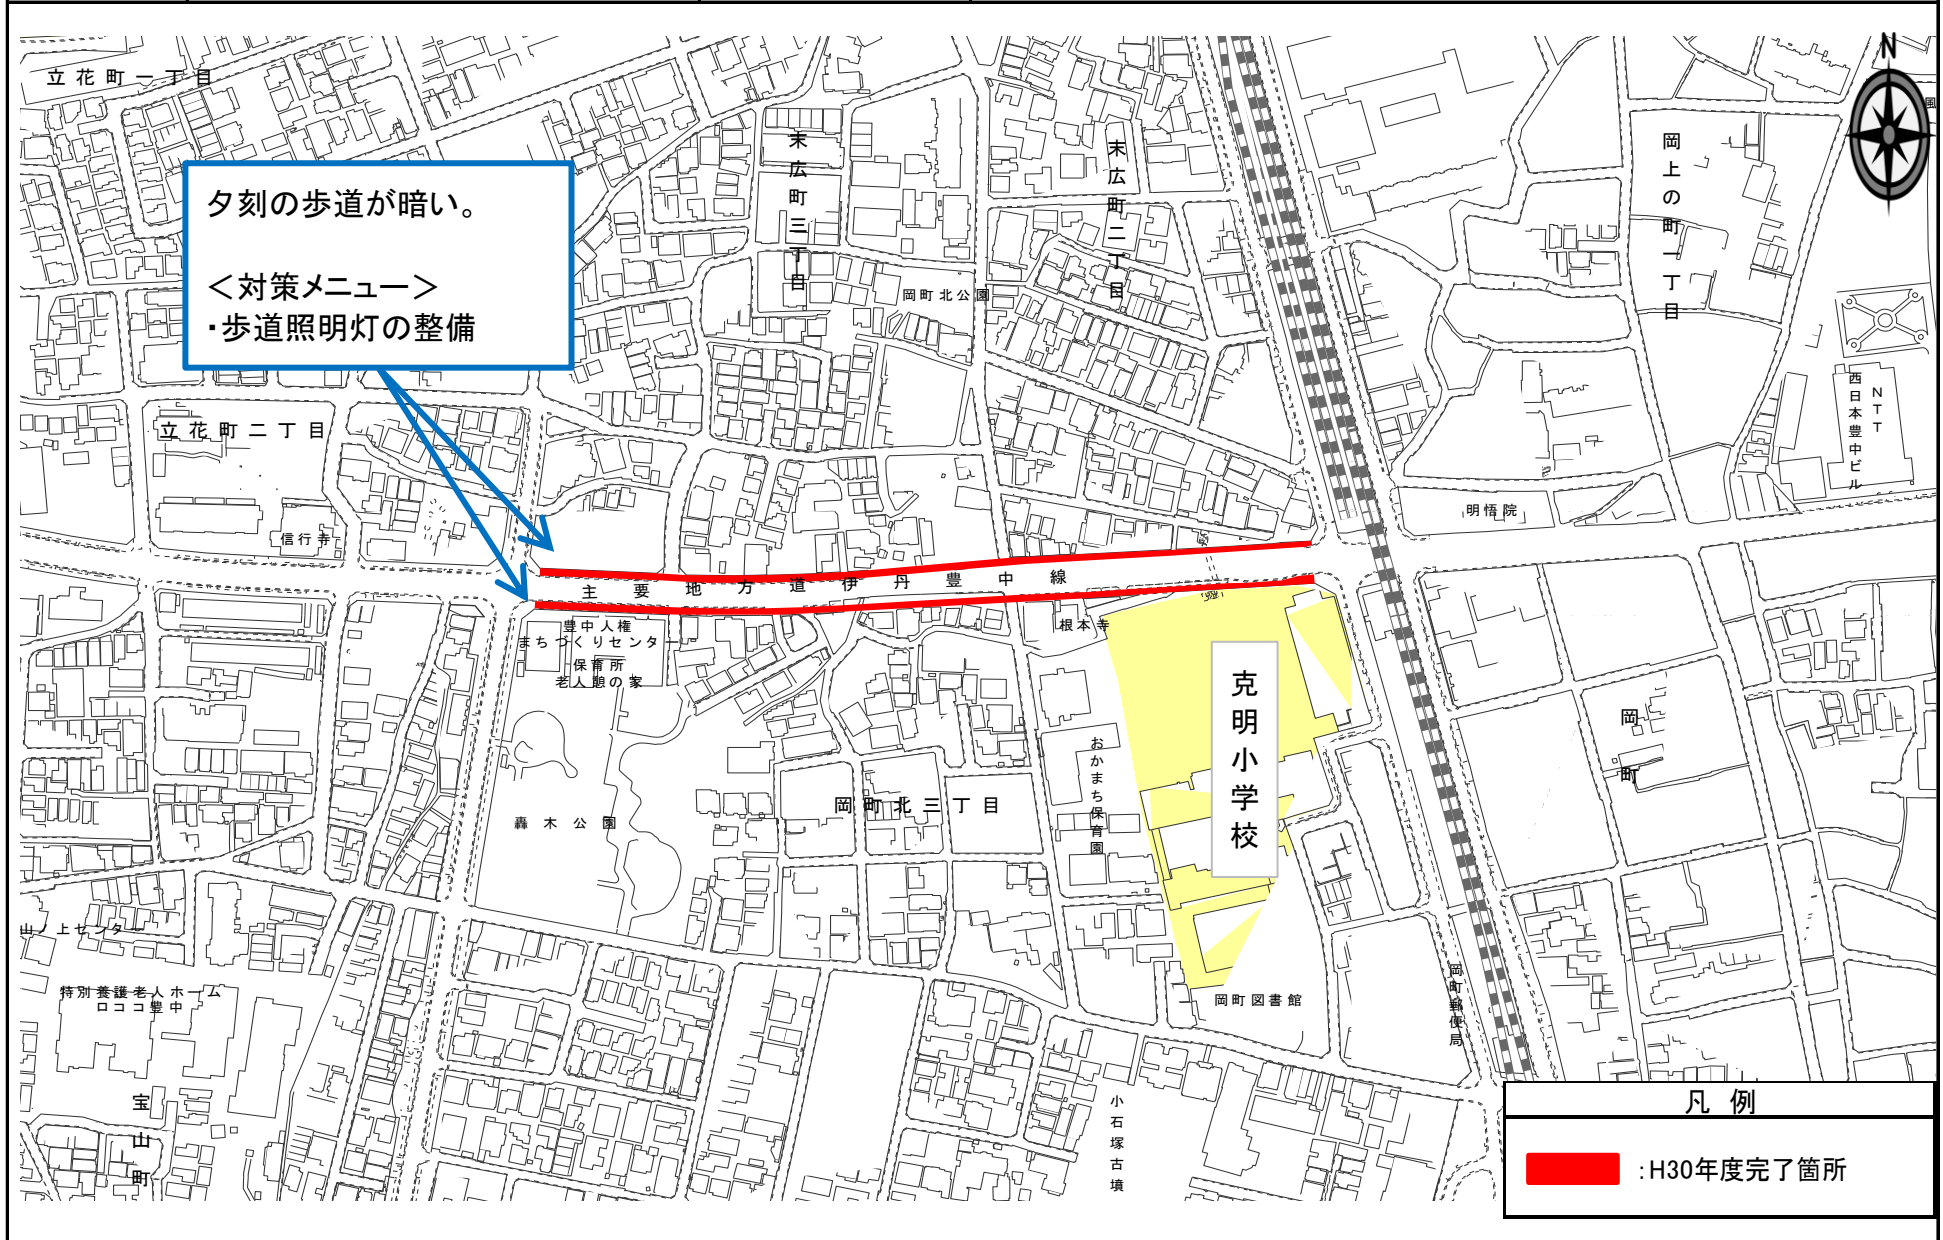 N
立花町一丁目
夕刻の歩道が暗い。
<対策メニュー>
・歩道照明灯の整備
末広町三丁目
末広町二丁目
岡上の町一丁目
風
岡町北公園
NTT
西日本豊中ビル
立花町二丁目
信行寺
明悟院
主要地方道伊丹豊中線
豊中人権
まちづくりセンター
保育所
老人憩の家
根本寺
克明小学校
おかまち保育園
岡町
岡町北三丁目
轟木公園
山ノ上センター
特別養護老人ホーム
ロココ豊中
岡町図書館
岡町郵便局
宝山町
小石塚古墳
凡例
:H30年度完了箇所